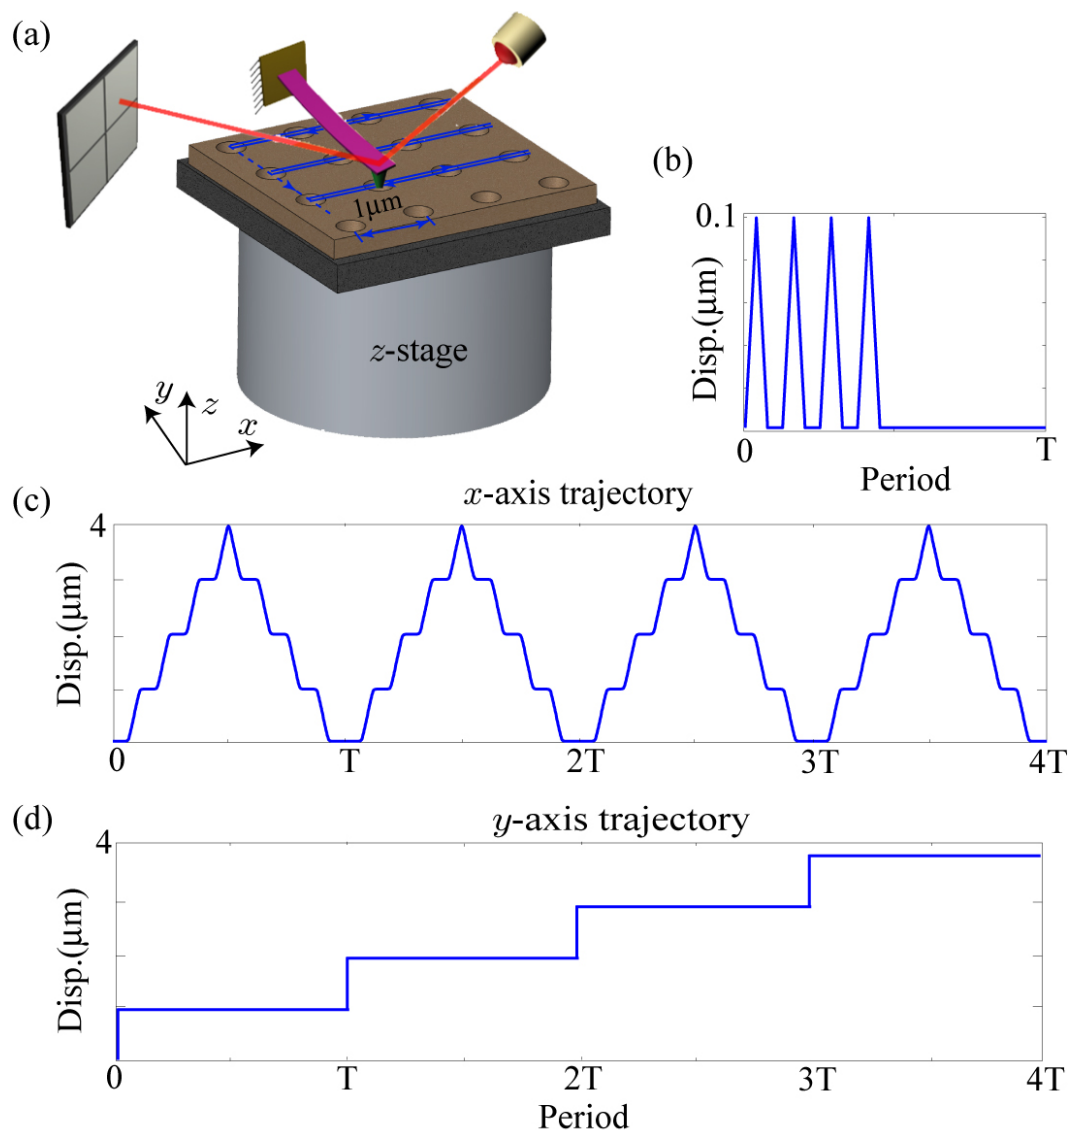 (a)
1μm
z-stage
y
z
x
(b)
0.1
Disp.(μm)
0
T
Period
(c)
x-axis trajectory
4
Disp.(μm)
0
T
2T
3T
4T
(d)
y-axis trajectory
4
Disp.(μm)
0
T
2T
3T
4T
Period